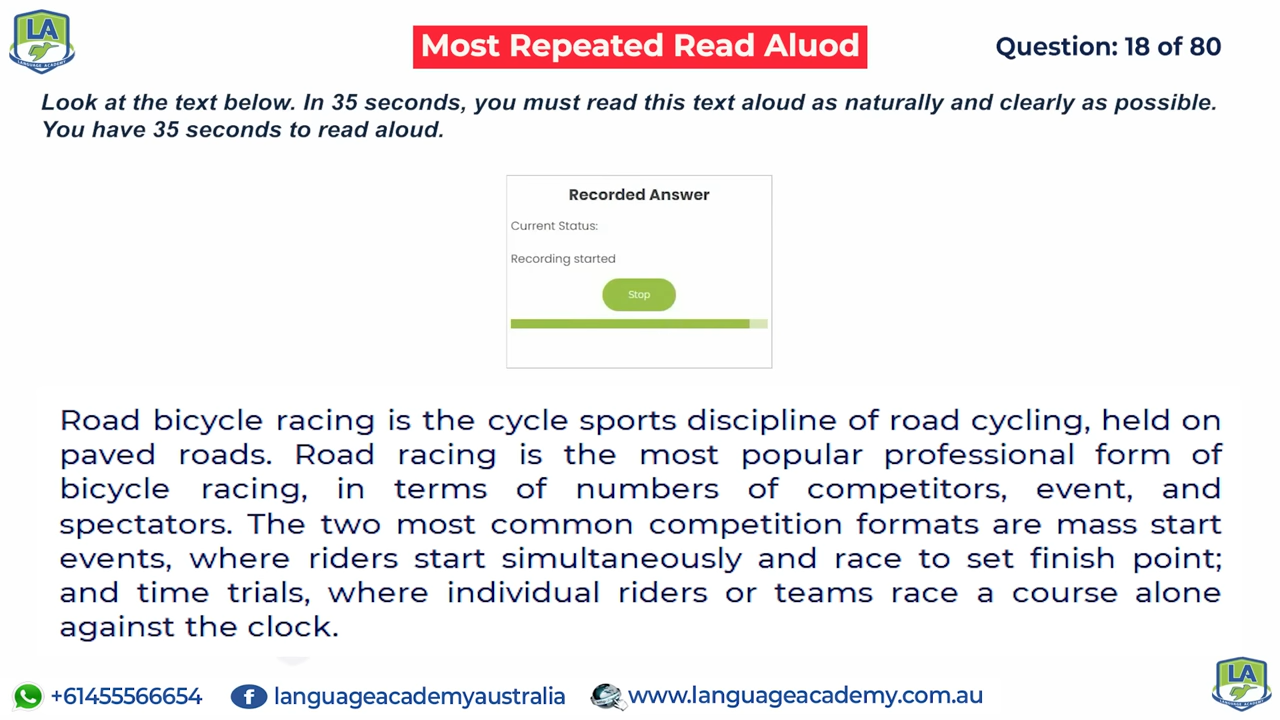 LA
LANGUAGE ACADEMY
Most Repeated Read Aluod
Question: 18 of 80
Look at the text below. In 35 seconds, you must read this text aloud as naturally and clearly as possible.
You have 35 seconds to read aloud.
Recorded Answer
Current Status:
Recording started
Stop
Road bicycle racing is the cycle sports discipline of road cycling, held on
paved roads. Road racing is the most popular professional form of
bicycle racing, in terms of numbers of competitors, event, and
spectators. The two most common competition formats are mass start
events, where riders start simultaneously and race to set finish point;
and time trials, where individual riders or teams race a course alone
against the clock.
+61455566654
languageacademyaustralia
www.languageacademy.com.au
LA
LANGUAGE ACADEMY